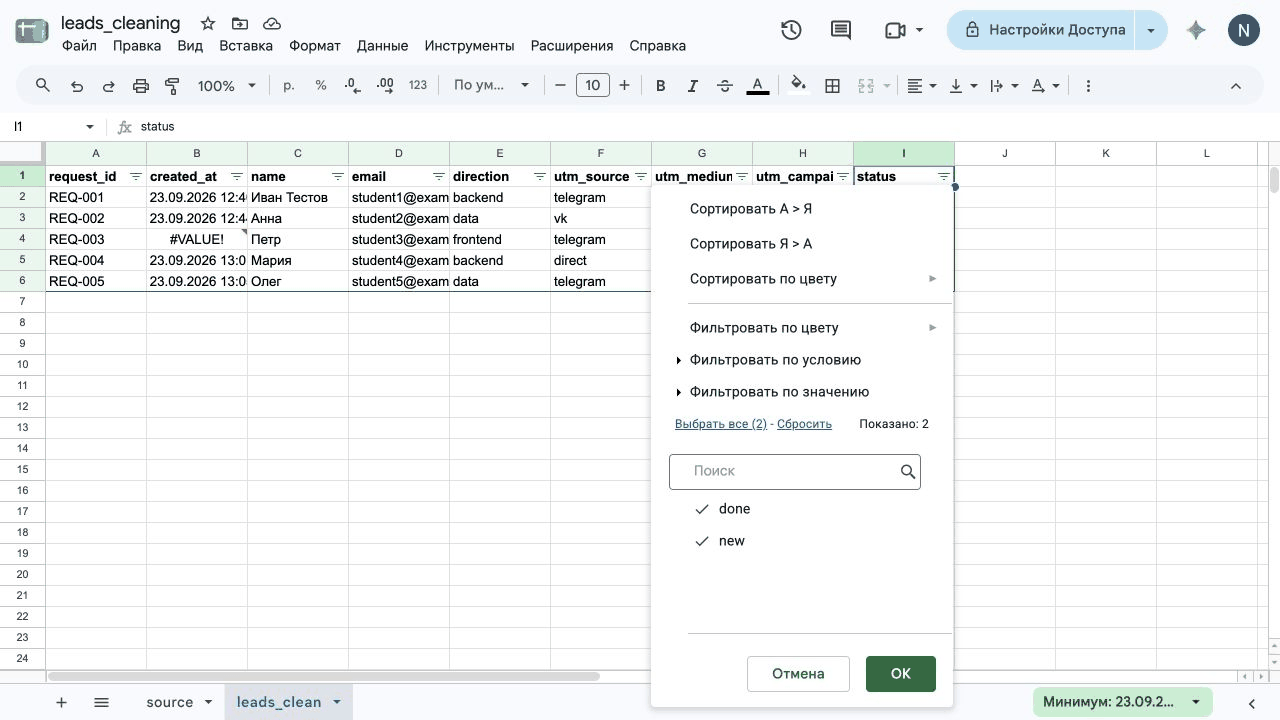 leads_cleaning
Файл Правка Вид Вставка Формат Данные Инструменты Расширения Справка
Настройки Доступа
N
100% р. % .0 .00 123 По ум... 10 B I A
I1 fx status
A B C D E F G H I J K L
1 request_id created_at name email direction utm_source utm_mediun utm_campai status
2 REQ-001 23.09.2026 12:4 Иван Тестов student1@exam backend telegram
3 REQ-002 23.09.2026 12:4 Анна student2@exam data vk
4 REQ-003 #VALUE! Петр student3@exam frontend telegram
5 REQ-004 23.09.2026 13:0 Мария student4@exam backend direct
6 REQ-005 23.09.2026 13:0 Олег student5@exam data telegram
7
8
9
10
11
12
13
14
15
16
17
18
19
20
21
22
23
24
Сортировать А > Я
Сортировать Я > А
Сортировать по цвету
Фильтровать по цвету
Фильтровать по условию
Фильтровать по значению
Выбрать все (2) - Сбросить Показано: 2
Поиск
done
new
Отмена OK
source leads_clean Минимум: 23.09.2...